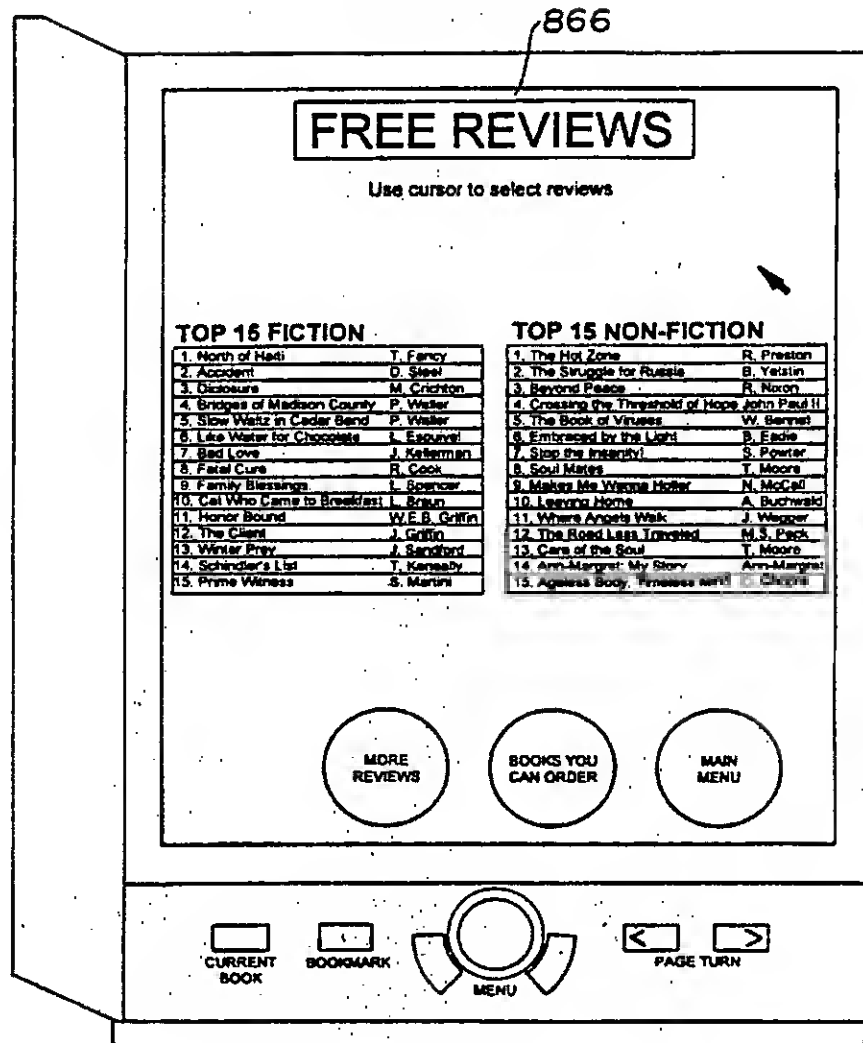 866
FREE REVIEWS
Use cursor to select reviews
TOP 15 FICTION
1. North of Haiti T. Fancy
2. Accident D. Steel
3. Diclosure M. Crichton
4. Bridges of Madison County P. Waller
5. Slow Waltz in Cedar Bend P. Waller
6. Like Water for Chocolate L. Esquivel
7. Bad Love J. Kellerman
8. Fatal Cure R. Cook
9. Family Blessings L. Spencer
10. Cat Who Came to Breakfast L. Braun
11. Honor Bound W.E.B. Griffin
12. The Client J. Griffin
13. Winter Prey J. Sandford
14. Schindler's List T. Keneally
15. Prime Witness S. Martini
TOP 15 NON-FICTION
1. The Hot Zone R. Preston
2. The Struggle for Russia B. Yelstin
3. Beyond Peace R. Nixon
4. Crossing the Threshold of Hope John Paul II
5. The Book of Viruses W. Bennet
6. Embraced by the Light B. Eadie
7. Stop the Insanity! S. Powter
8. Soul Mates T. Moore
9. Makes Me Wanna Holler N. McCall
10. Leaving Home A. Buchwald
11. Where Angels Walk J. Wagger
12. The Road Less Traveled M.S. Peck
13. Care of the Soul T. Moore
14. Ann-Margret: My Story Ann-Margret
15. Ageless Body, Timeless
MORE
REVIEWS
BOOKS YOU
CAN ORDER
MAIN
MENU
CURRENT
BOOK
BOOKMARK
MENU
< >
PAGE TURN